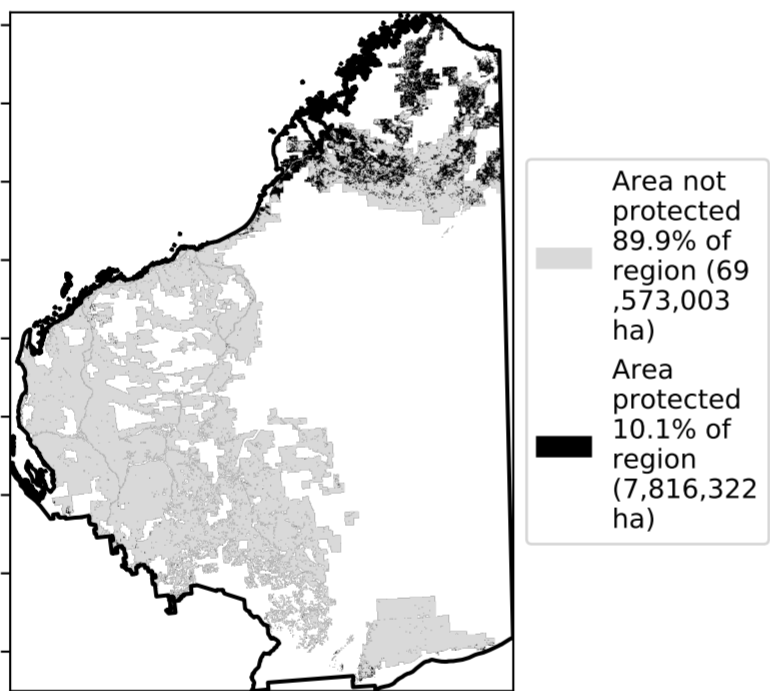 Area not
protected
89.9% of
region (69
,573,003
ha)
Area
protected
10.1% of
region
(7,816,322
ha)